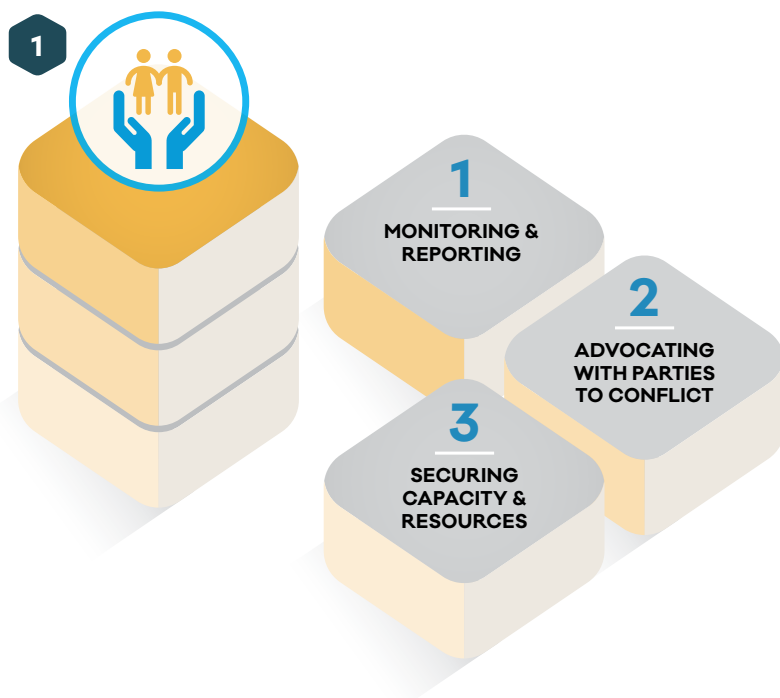 1
1
MONITORING &
REPORTING
2
ADVOCATING
WITH PARTIES
TO CONFLICT
3
SECURING
CAPACITY &
RESOURCES